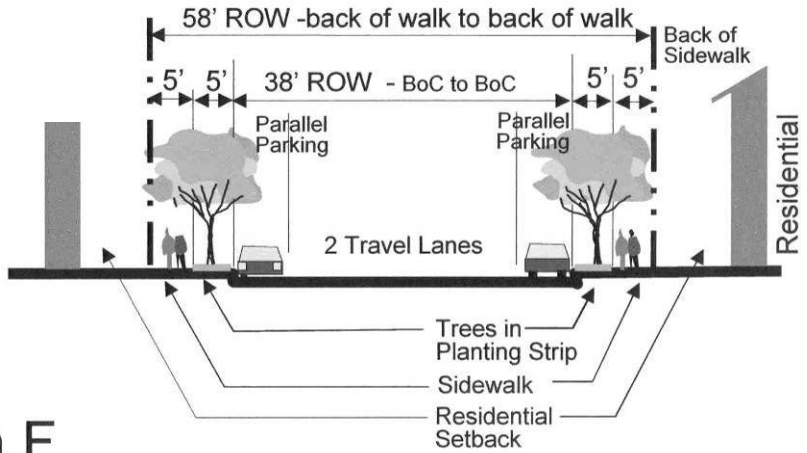 58' ROW -back of walk to back of walk
Back of
Sidewalk
5'
5'
38' ROW - BoC to BoC
5'
5'
Parallel
Parking
Parallel
Parking
Residential
2 Travel Lanes
Trees in
Planting Strip
Sidewalk
Residential
Setback